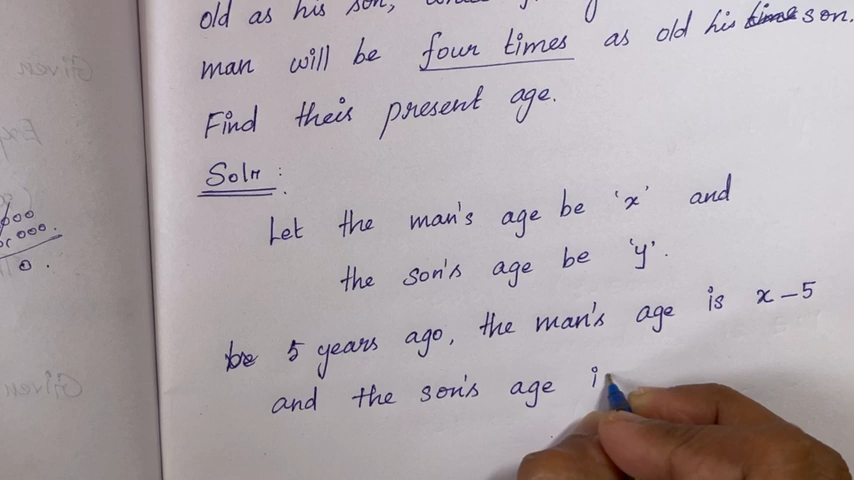 old as his son,
man will be four times as old his son.
Find their present age.
Soln :
Let the man's age be 'x' and
the son's age be 'y'.
5 years ago, the man's age is x-5
and the son's age i